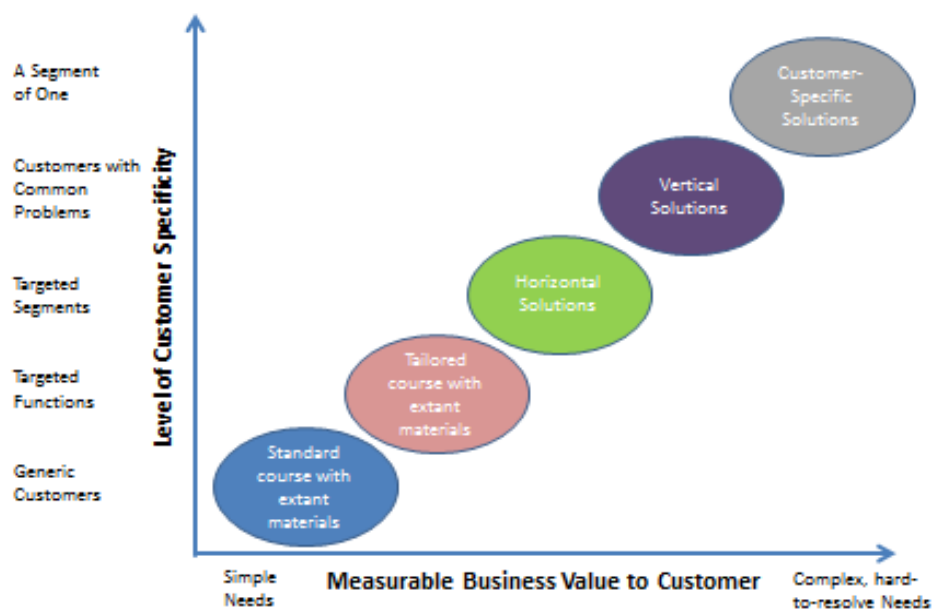 A Segment
of One
Customers with
Common
Problems
Targeted
Segments
Targeted
Functions
Generic
Customers
Level of Customer Specificity
Customer-
Specific
Solutions
Vertical
Solutions
Horizontal
Solutions
Tailored
course with
extant
materials
Standard
course with
extant
materials
Simple
Needs
Measurable Business Value to Customer
Complex, hard-
to-resolve Needs